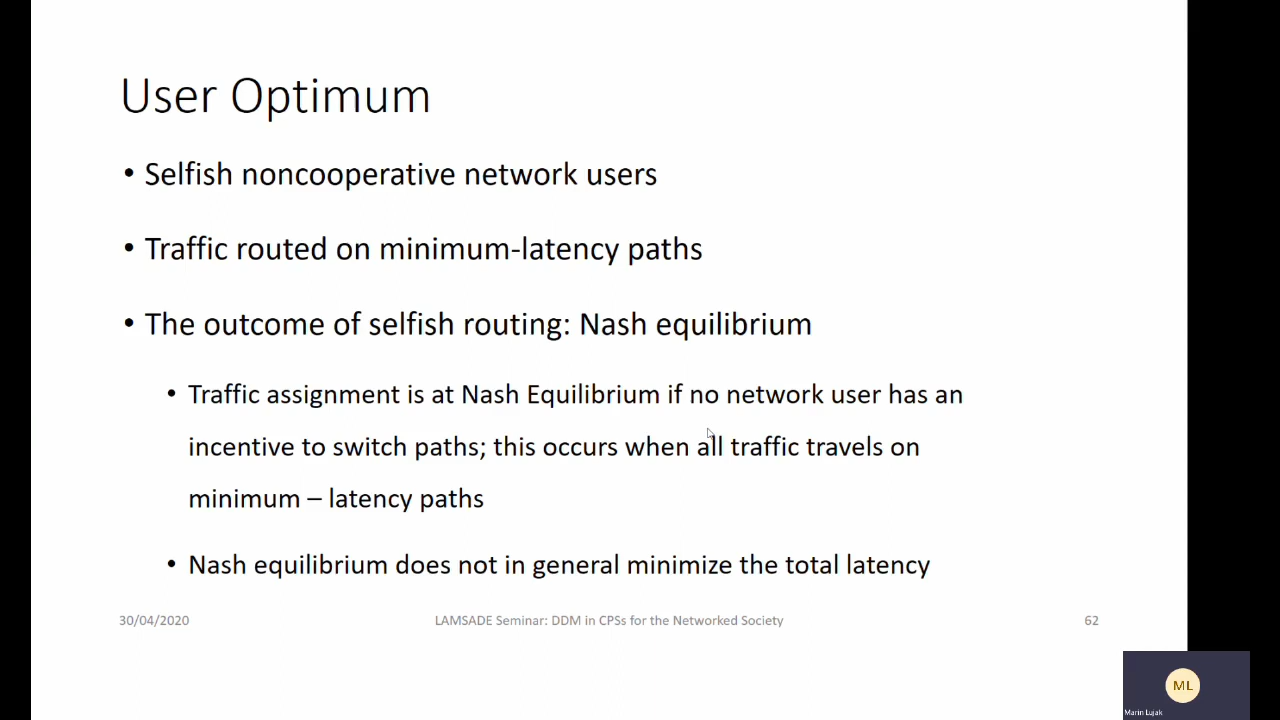 User Optimum
• Selfish noncooperative network users
• Traffic routed on minimum-latency paths
• The outcome of selfish routing: Nash equilibrium
• Traffic assignment is at Nash Equilibrium if no network user has an
incentive to switch paths; this occurs when all traffic travels on
minimum – latency paths
• Nash equilibrium does not in general minimize the total latency
30/04/2020
LAMSADE Seminar: DDM in CPSs for the Networked Society
62
ML
Marin Lujak